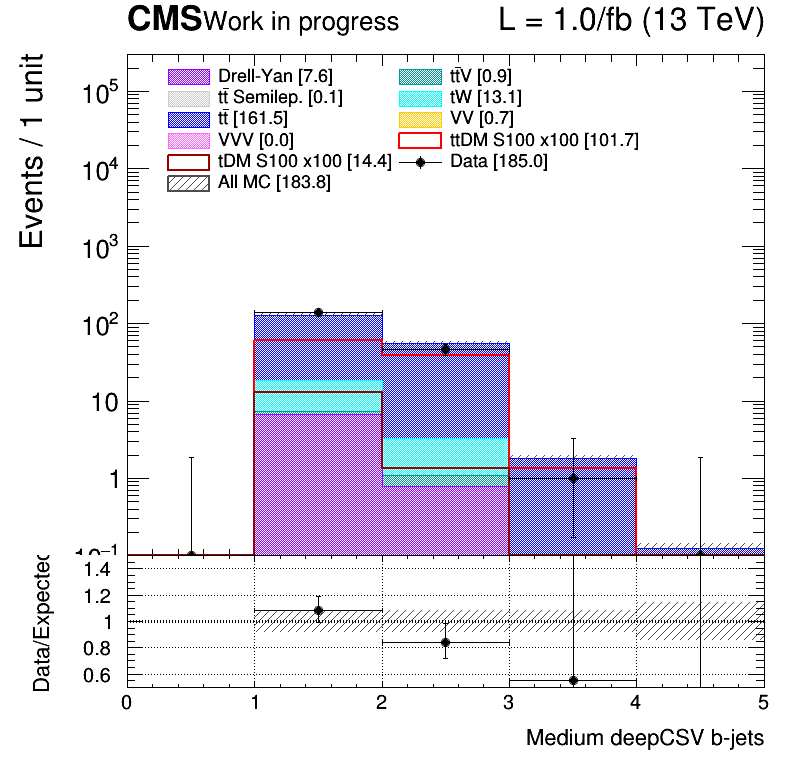 CMS Work in progress L = 1.0/fb (13 TeV)
Events / 1 unit
Drell-Yan [7.6] tt̄V [0.9]
tt̄ Semilep. [0.1] tW [13.1]
tt̄ [161.5] VV [0.7]
VVV [0.0] ttDM S100 x100 [101.7]
tDM S100 x100 [14.4] Data [185.0]
All MC [183.8]
10⁵
10⁴
10³
10²
10
1
10⁻¹
Data/Expected
1.4
1.2
1
0.8
0.6
0 1 2 3 4 5
Medium deepCSV b-jets